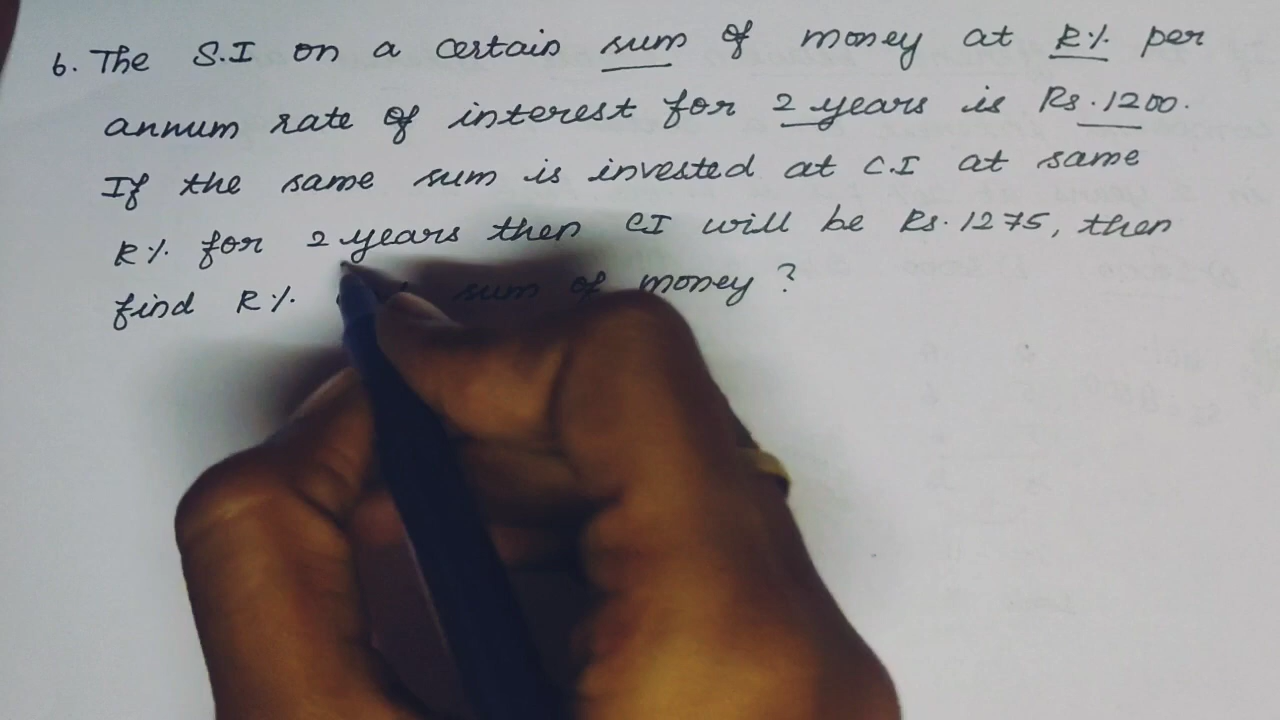 6. The S.I on a certain sum of money at R% per
annum rate of interest for 2 years is Rs.1200.
If the same sum is invested at C.I at same
R% for 2 years then CI will be Rs.1275, then
find R% sum of money?